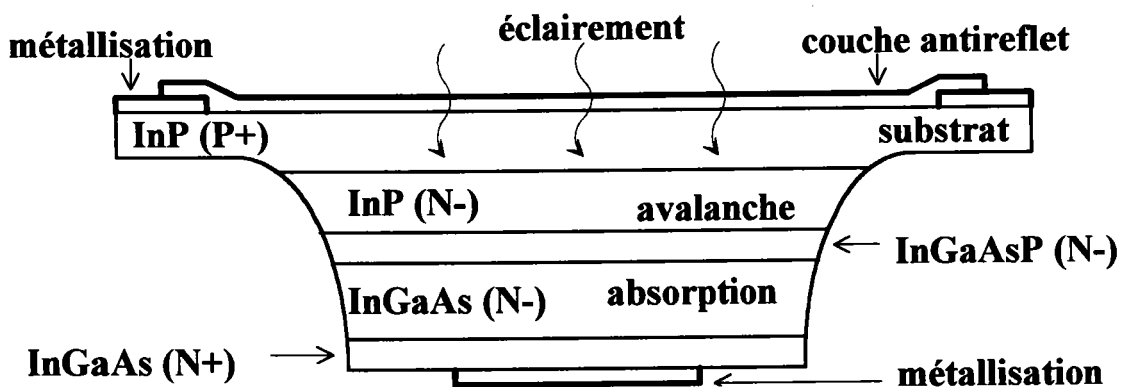 éclairement
métallisation
couche antireflet
InP (P+)
substrat
InP (N-)
avalanche
InGaAsP (N-)
InGaAs (N-)
absorption
InGaAs (N+)
métallisation